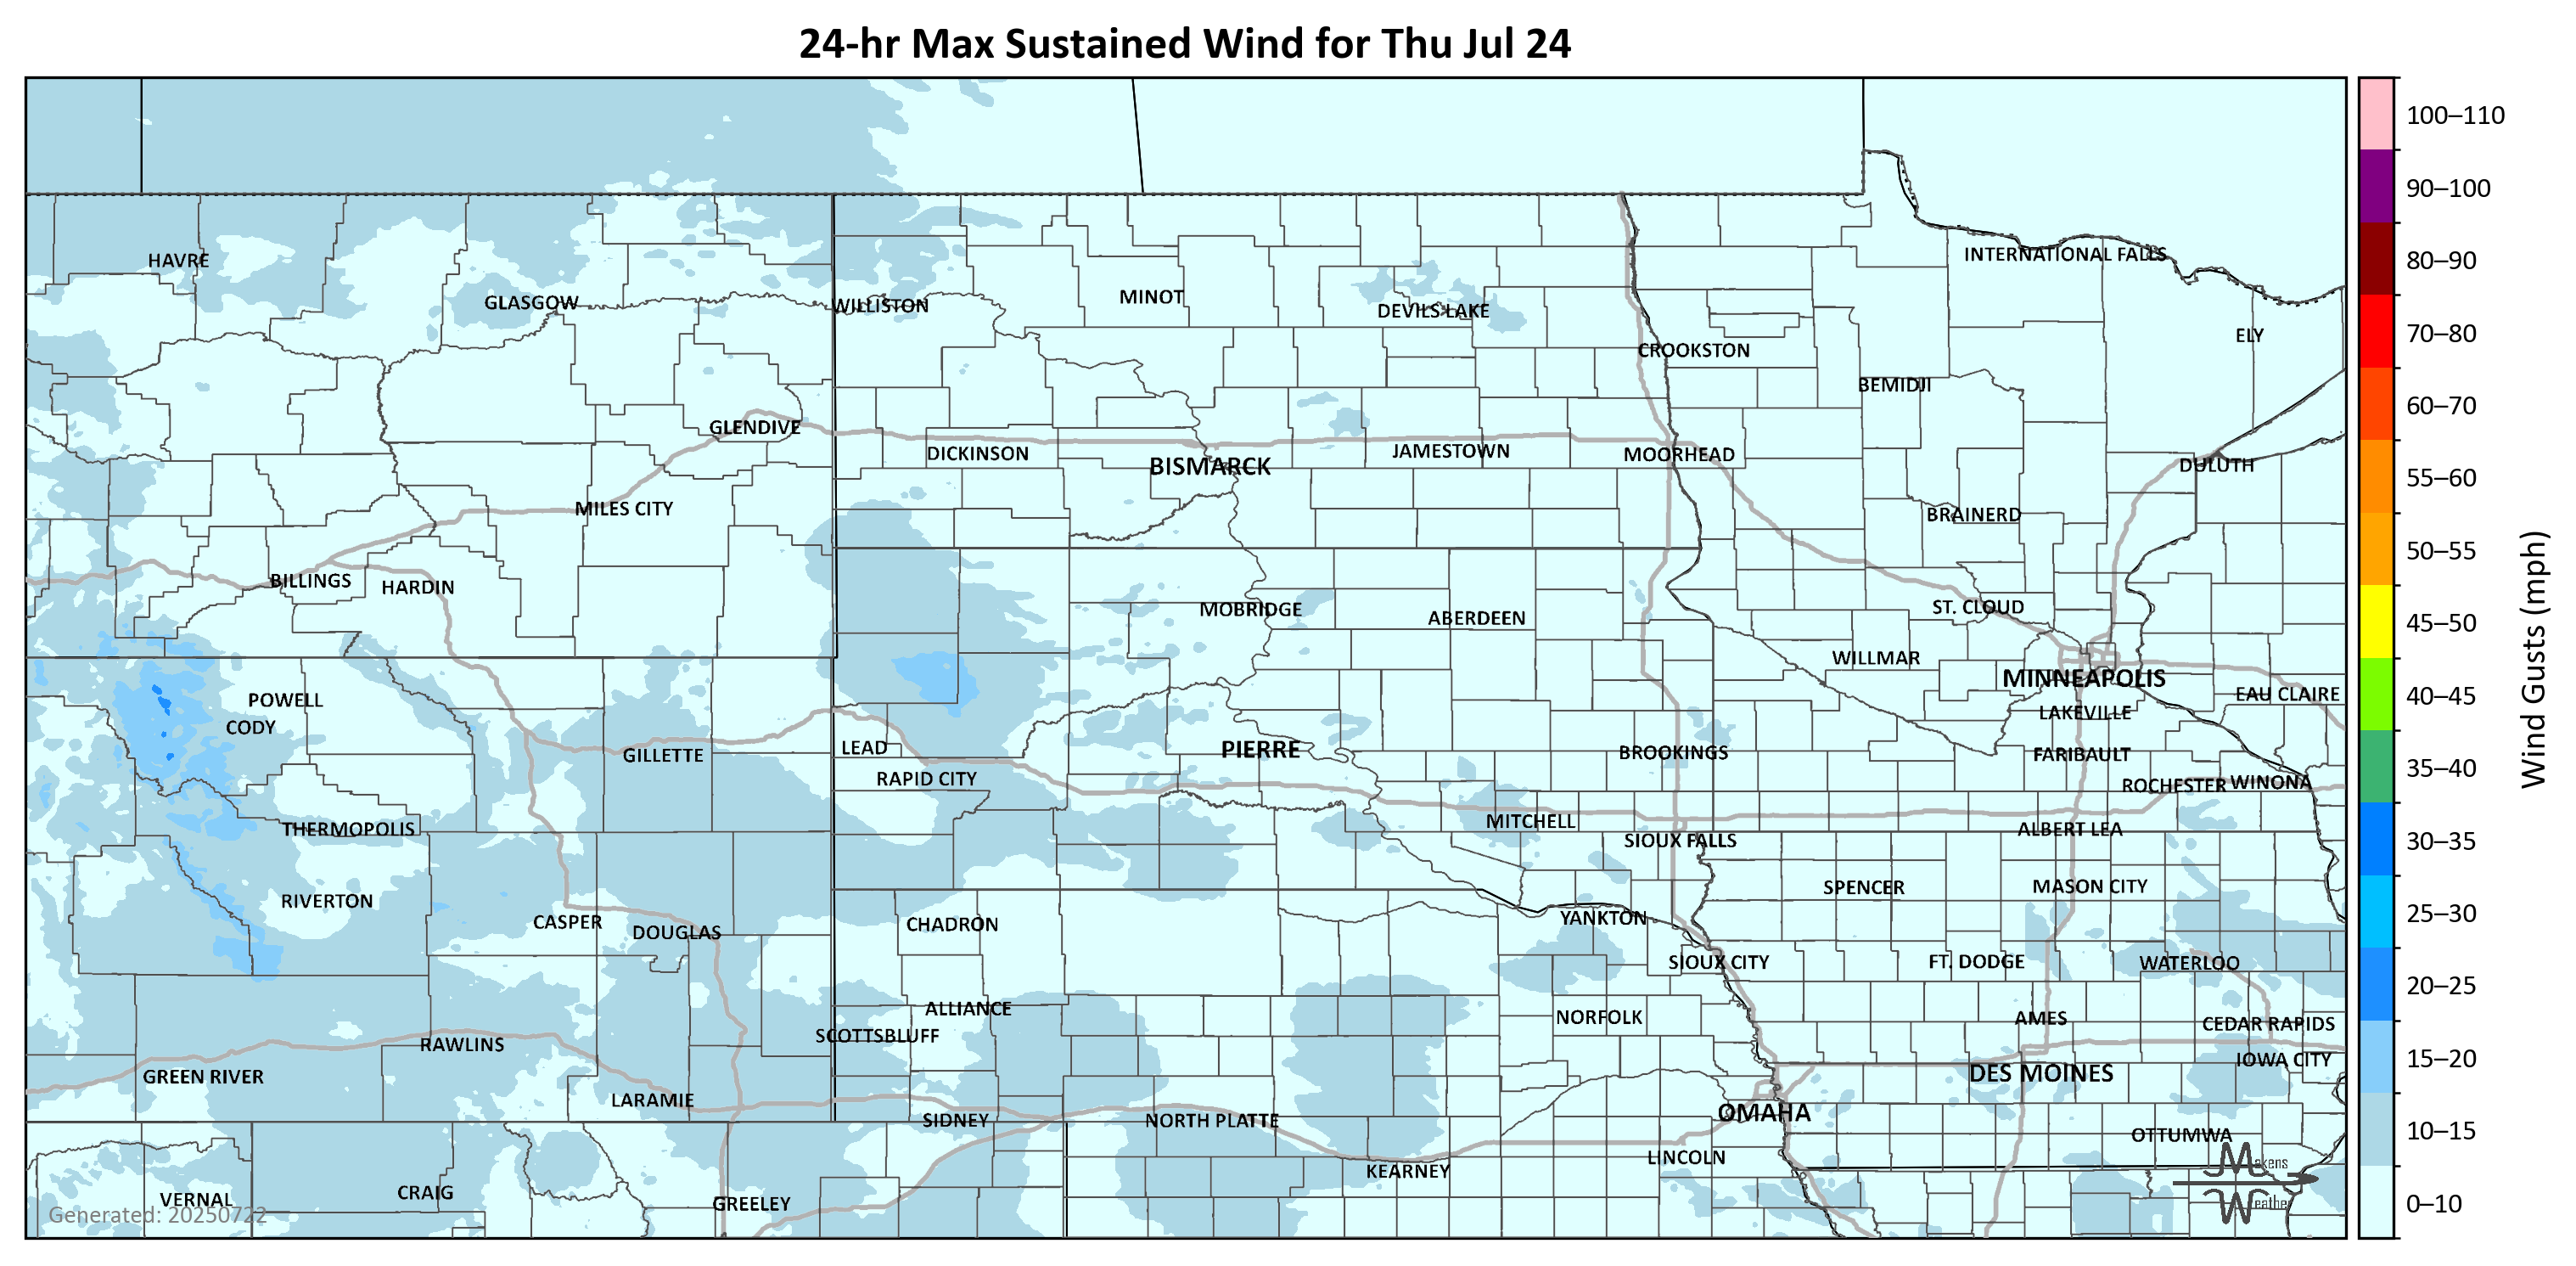 24-hr Max Sustained Wind for Thu Jul 24
100–110
90–100
80–90
70–80
60–70
55–60
50–55
45–50
40–45
35–40
30–35
25–30
20–25
15–20
10–15
0–10
Wind Gusts (mph)
HAVRE
GLASGOW
WILLISTON
MINOT
DEVILS LAKE
INTERNATIONAL FALLS
ELY
CROOKSTON
BEMIDJI
GLENDIVE
DICKINSON
BISMARCK
JAMESTOWN
MOORHEAD
DULUTH
MILES CITY
BRAINERD
BILLINGS
HARDIN
MOBRIDGE
ABERDEEN
ST. CLOUD
WILLMAR
MINNEAPOLIS
EAU CLAIRE
POWELL
CODY
LAKEVILLE
GILLETTE
LEAD
PIERRE
BROOKINGS
FARIBAULT
RAPID CITY
ROCHESTER
WINONA
THERMOPOLIS
MITCHELL
SIOUX FALLS
ALBERT LEA
RIVERTON
SPENCER
MASON CITY
CASPER
DOUGLAS
CHADRON
YANKTON
SIOUX CITY
FT. DODGE
WATERLOO
ALLIANCE
SCOTTSBLUFF
NORFOLK
AMES
CEDAR RAPIDS
RAWLINS
IOWA CITY
GREEN RIVER
DES MOINES
LARAMIE
SIDNEY
NORTH PLATTE
OMAHA
OTTUMWA
KEARNEY
LINCOLN
VERNAL
CRAIG
GREELEY
Makens
Weather
Generated: 20250722